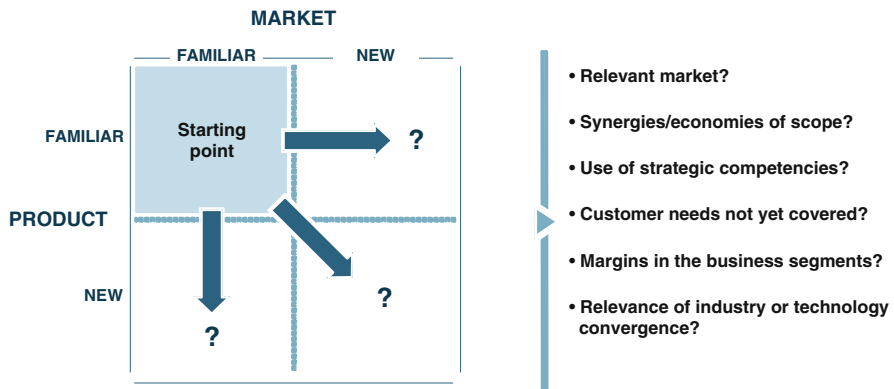 MARKET
FAMILIAR
NEW
FAMILIAR
Starting
point
?
PRODUCT
NEW
?
?
• Relevant market?
• Synergies/economies of scope?
• Use of strategic competencies?
• Customer needs not yet covered?
• Margins in the business segments?
• Relevance of industry or technology
convergence?